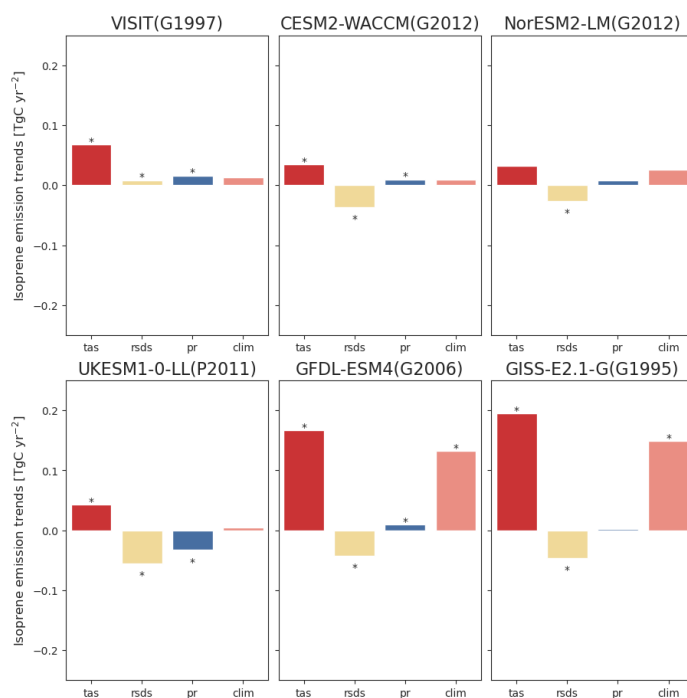 VISIT(G1997)
CESM2-WACCM(G2012)
NorESM2-LM(G2012)
Isoprene emission trends [TgC yr⁻²]
0.2
0.1
0.0
−0.1
−0.2
*
*
*
*
*
*
*
tas rsds pr clim
tas rsds pr clim
tas rsds pr clim
UKESM1-0-LL(P2011)
GFDL-ESM4(G2006)
GISS-E2.1-G(G1995)
Isoprene emission trends [TgC yr⁻²]
0.2
0.1
0.0
−0.1
−0.2
*
*
*
*
*
*
*
*
*
*
tas rsds pr clim
tas rsds pr clim
tas rsds pr clim